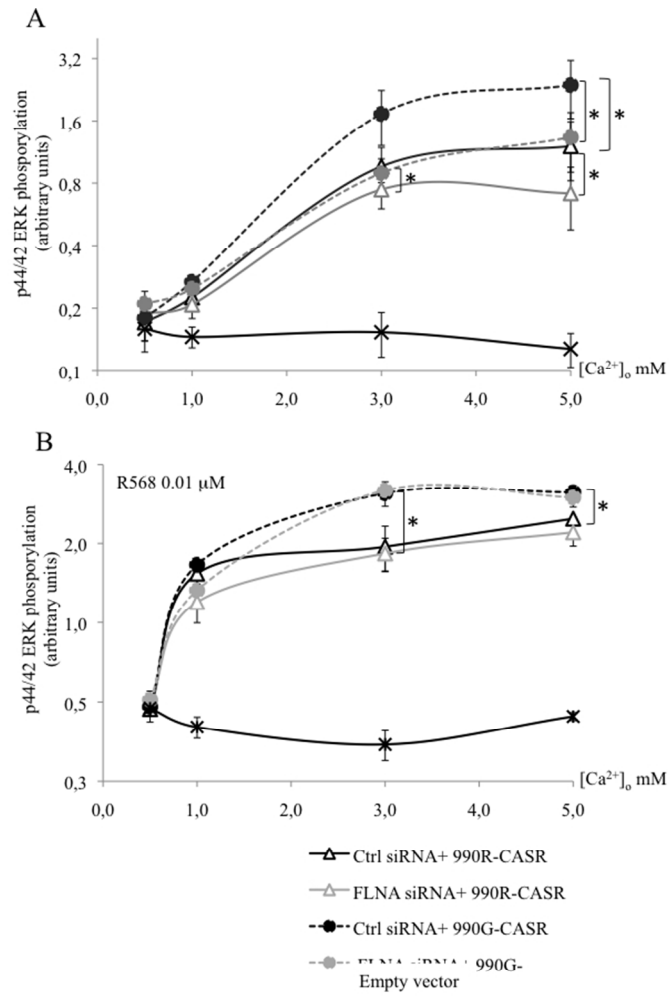 A
p44/42 ERK phosporylation
(arbitrary units)
3,2
1,6
0,8
0,4
0,2
0,1
* *
*
*
[Ca²⁺]ₒ mM
0,0 1,0 2,0 3,0 4,0 5,0
B
p44/42 ERK phosporylation
(arbitrary units)
R568 0.01 μM
4,0
2,0
1,0
0,5
0,3
*
*
[Ca²⁺]ₒ mM
0,0 1,0 2,0 3,0 4,0 5,0
Ctrl siRNA+ 990R-CASR
FLNA siRNA+ 990R-CASR
Ctrl siRNA+ 990G-CASR
FLNA siRNA+ 990G-
Empty vector